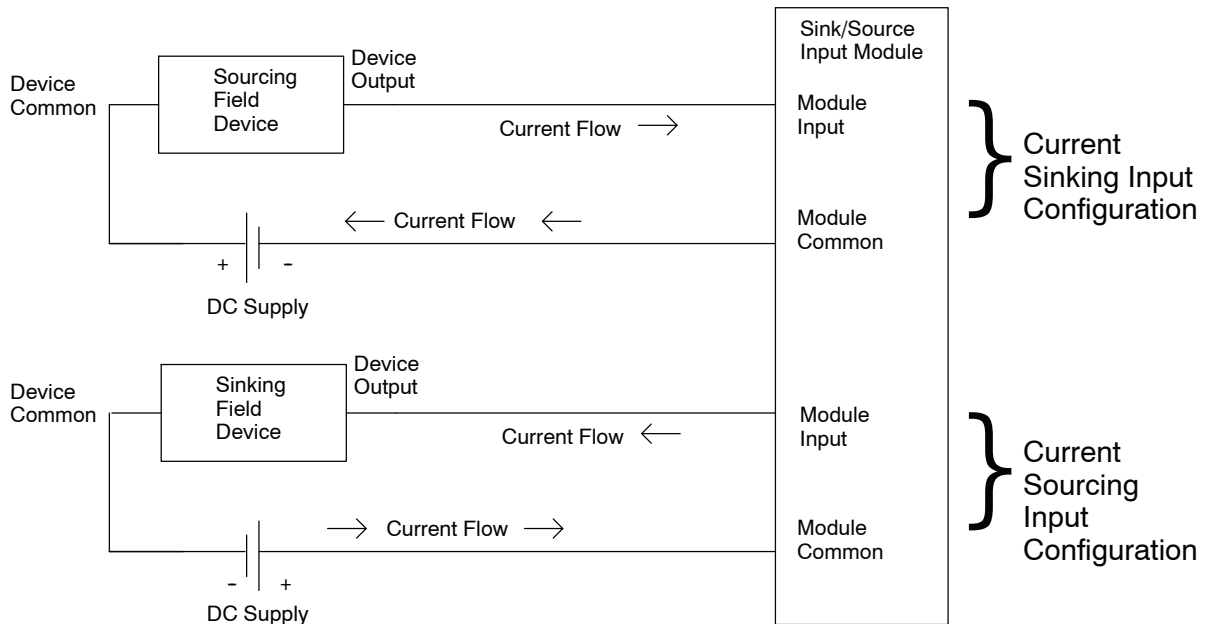 Sink/Source
Input Module
Device
Common
Sourcing
Field
Device
Device
Output
Current Flow
Module
Input
Current
Sinking Input
Configuration
Current Flow
Module
Common
+ -
DC Supply
Device
Common
Sinking
Field
Device
Device
Output
Current Flow
Module
Input
Current
Sourcing
Input
Configuration
Current Flow
Module
Common
- +
DC Supply